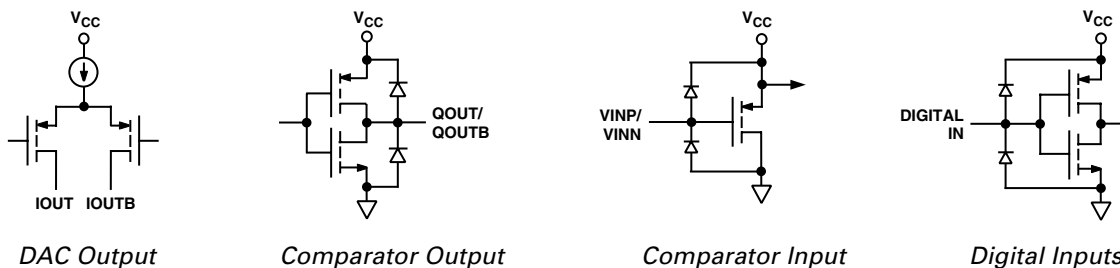 VCC
VCC
VCC
VCC
QOUT/
QOUTB
VINP/
VINN
DIGITAL
IN
IOUT IOUTB
DAC Output
Comparator Output
Comparator Input
Digital Inputs